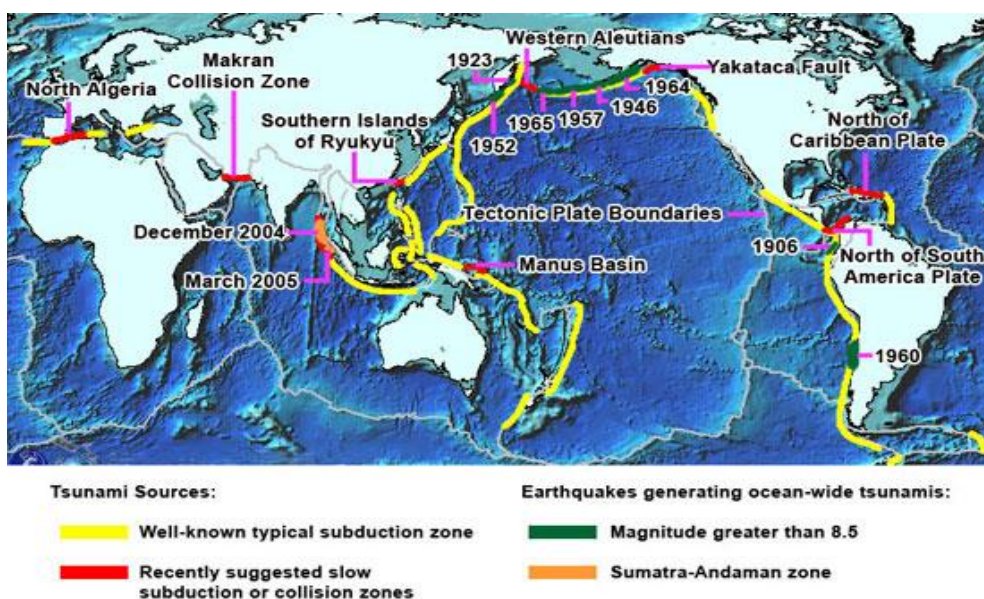 Western Aleutians
1923
Makran
Collision Zone
North Algeria
Yakataca Fault
1964
1946
1957
1965
1952
Southern Islands
of Ryukyu
North of
Caribbean Plate
December 2004
Tectonic Plate Boundaries
March 2005
Manus Basin
1906
North of South
America Plate
1960
Tsunami Sources:
Well-known typical subduction zone
Recently suggested slow
subduction or collision zones
Earthquakes generating ocean-wide tsunamis:
Magnitude greater than 8.5
Sumatra-Andaman zone